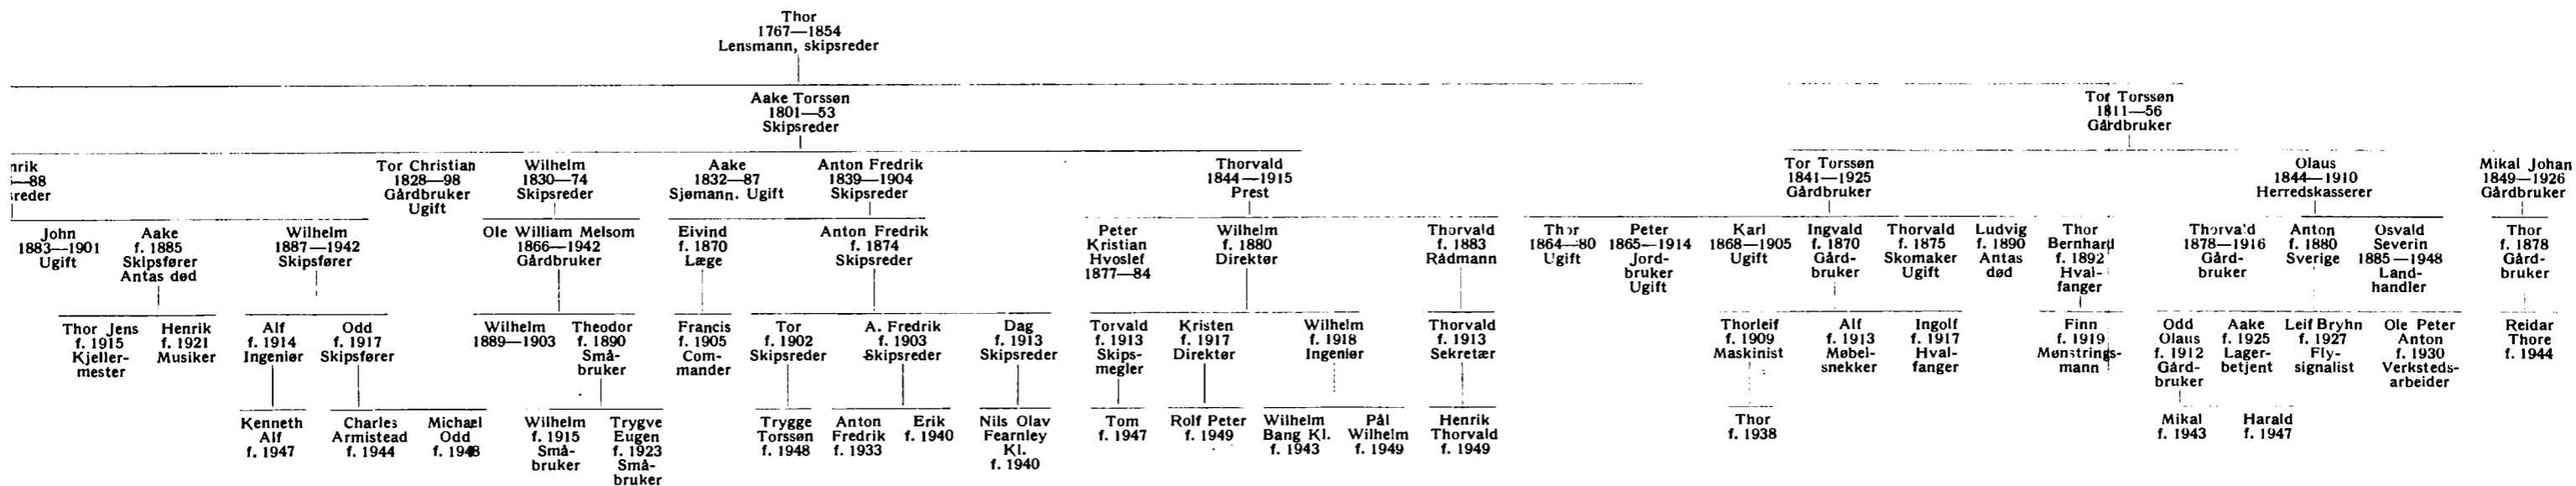 Thor
1767—1854
Lensmann, skipsreder
Aake Torssøn
1801—53
Skipsreder
Tor Torssøn
1811—56
Gårdbruker
nrik
—88
reder
Tor Christian
1828—98
Gårdbruker
Ugift
Wilhelm
1830—74
Skipsreder
Aake
1832—87
Sjømann. Ugift
Anton Fredrik
1839—1904
Skipsreder
Thorvald
1844—1915
Prest
Tor Torssøn
1841—1925
Gårdbruker
Olaus
1844—1910
Herredskasserer
Mikal Johan
1849—1926
Gårdbruker
John
1883—1901
Ugift
Aake
f. 1885
Skipsfører
Antas død
Wilhelm
1887—1942
Skipsfører
Ole William Melsom
1866—1942
Gårdbruker
Eivind
f. 1870
Læge
Anton Fredrik
f. 1874
Skipsreder
Peter
Kristian
Hvoslef
1877—84
Wilhelm
f. 1880
Direktør
Thorvald
f. 1883
Rådmann
Thor
1864—80
Ugift
Peter
1865—1914
Jord-
bruker
Ugift
Karl
1868—1905
Ugift
Ingvald
f. 1870
Gård-
bruker
Thorvald
f. 1875
Skomaker
Ugift
Ludvig
f. 1890
Antas
død
Thor
Bernhard
f. 1892
Hval-
fanger
Thorvald
1878—1916
Gård-
bruker
Anton
f. 1880
Sverige
Osvald
Severin
1885—1948
Land-
handler
Thor
f. 1878
Gård-
bruker
Thor Jens
f. 1915
Kjeller-
mester
Henrik
f. 1921
Musiker
Alf
f. 1914
Ingeniør
Odd
f. 1917
Skipsfører
Wilhelm
1889—1903
Theodor
f. 1890
Små-
bruker
Francis
f. 1905
Com-
mander
Tor
f. 1902
Skipsreder
A. Fredrik
f. 1903
Skipsreder
Dag
f. 1913
Skipsreder
Torvald
f. 1913
Skips-
megler
Kristen
f. 1917
Direktør
Wilhelm
f. 1918
Ingeniør
Thorvald
f. 1913
Sekretær
Thorleif
f. 1909
Maskinist
Alf
f. 1913
Møbel-
snekker
Ingolf
f. 1917
Hval-
fanger
Finn
f. 1919
Mønstrings-
mann
Odd
Olaus
f. 1912
Gård-
bruker
Aake
f. 1925
Lager-
betjent
Leif Bryhn
f. 1927
Fly-
signalist
Ole Peter
Anton
f. 1930
Verksteds-
arbeider
Reidar
Thore
f. 1944
Kenneth
Alf
f. 1947
Charles
Armistead
f. 1944
Michael
Odd
f. 1948
Wilhelm
f. 1915
Små-
bruker
Trygve
Eugen
f. 1923
Små-
bruker
Trygge
Torssøn
f. 1948
Anton
Fredrik
f. 1933
Erik
f. 1940
Nils Olav
Fearnley
Kl.
f. 1940
Tom
f. 1947
Rolf Peter
f. 1949
Wilhelm
Bang Kl.
f. 1943
Pål
Wilhelm
f. 1949
Henrik
Thorvald
f. 1949
Thor
f. 1938
Mikal
f. 1943
Harald
f. 1947